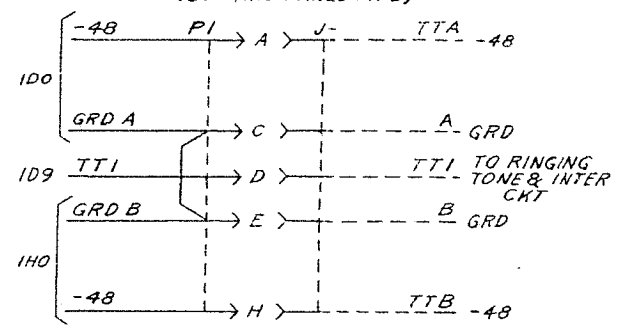 -48 P1 A J- TTA -48
1D0
GRD A C A GRD
1D9 TT1 D TT1 TO RINGING
TONE & INTER
CKT
GRD B E B GRD
1H0
-48 H TTB -48